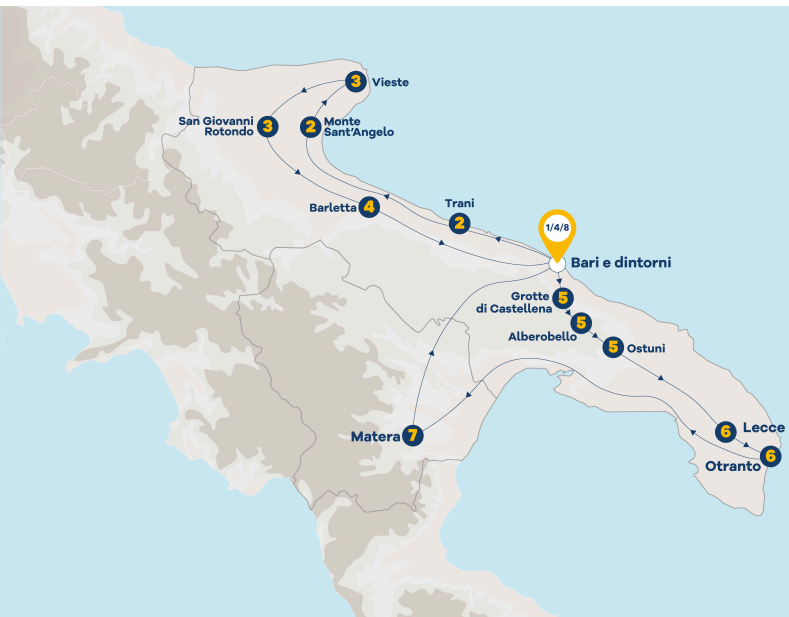 3 Vieste
San Giovanni
Rotondo 3
2 Monte
Sant'Angelo
Barletta 4
Trani
2
1/4/8
Bari e dintorni
Grotte
di Castellena 5
Alberobello 5
5 Ostuni
Matera 7
6 Lecce
Otranto 6